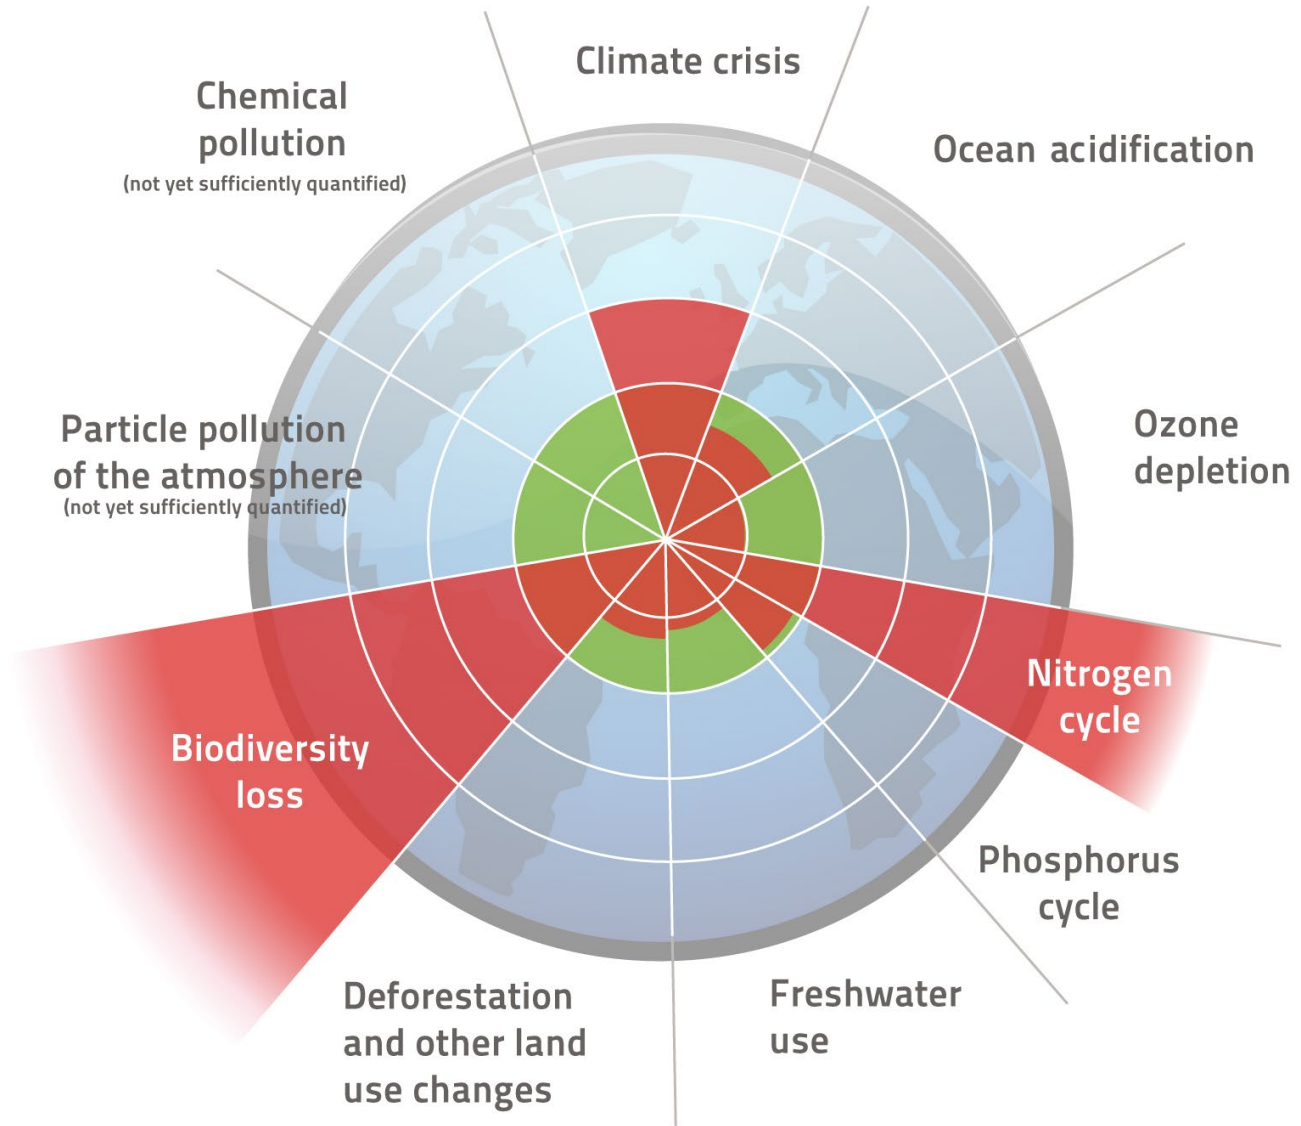 Climate crisis
Chemical
pollution
(not yet sufficiently quantified)
Ocean acidification
Particle pollution
of the atmosphere
(not yet sufficiently quantified)
Ozone
depletion
Nitrogen
cycle
Biodiversity
loss
Phosphorus
cycle
Deforestation
and other land
use changes
Freshwater
use